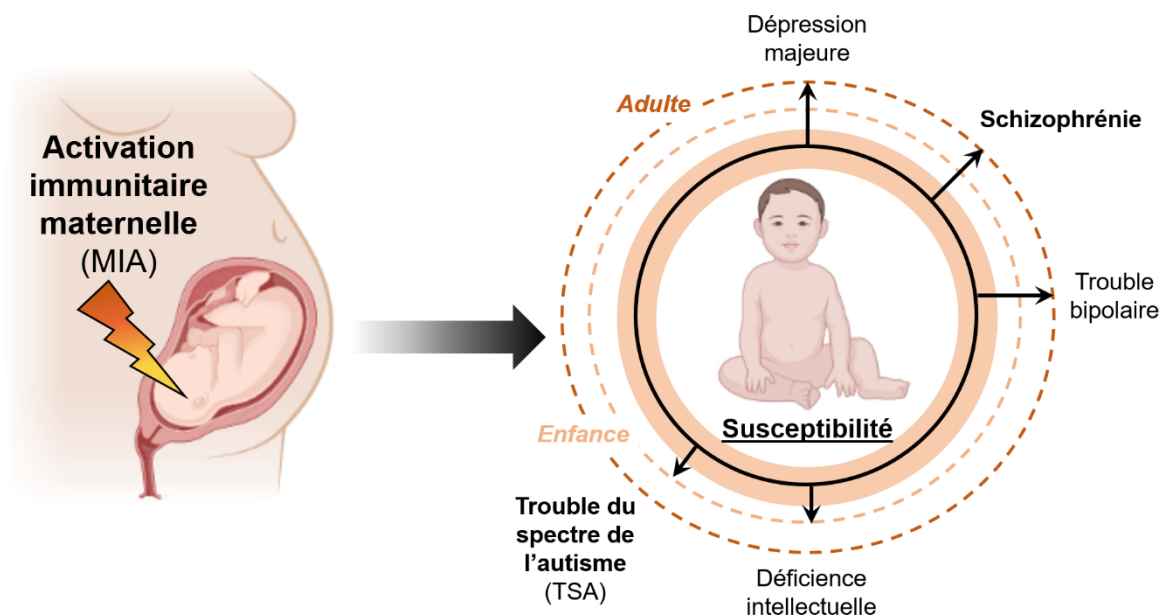 Activation
immunitaire
maternelle
(MIA)
Dépression
majeure
Adulte
Schizophrénie
Trouble
bipolaire
Susceptibilité
Enfance
Trouble du
spectre de
l’autisme
(TSA)
Déficience
intellectuelle